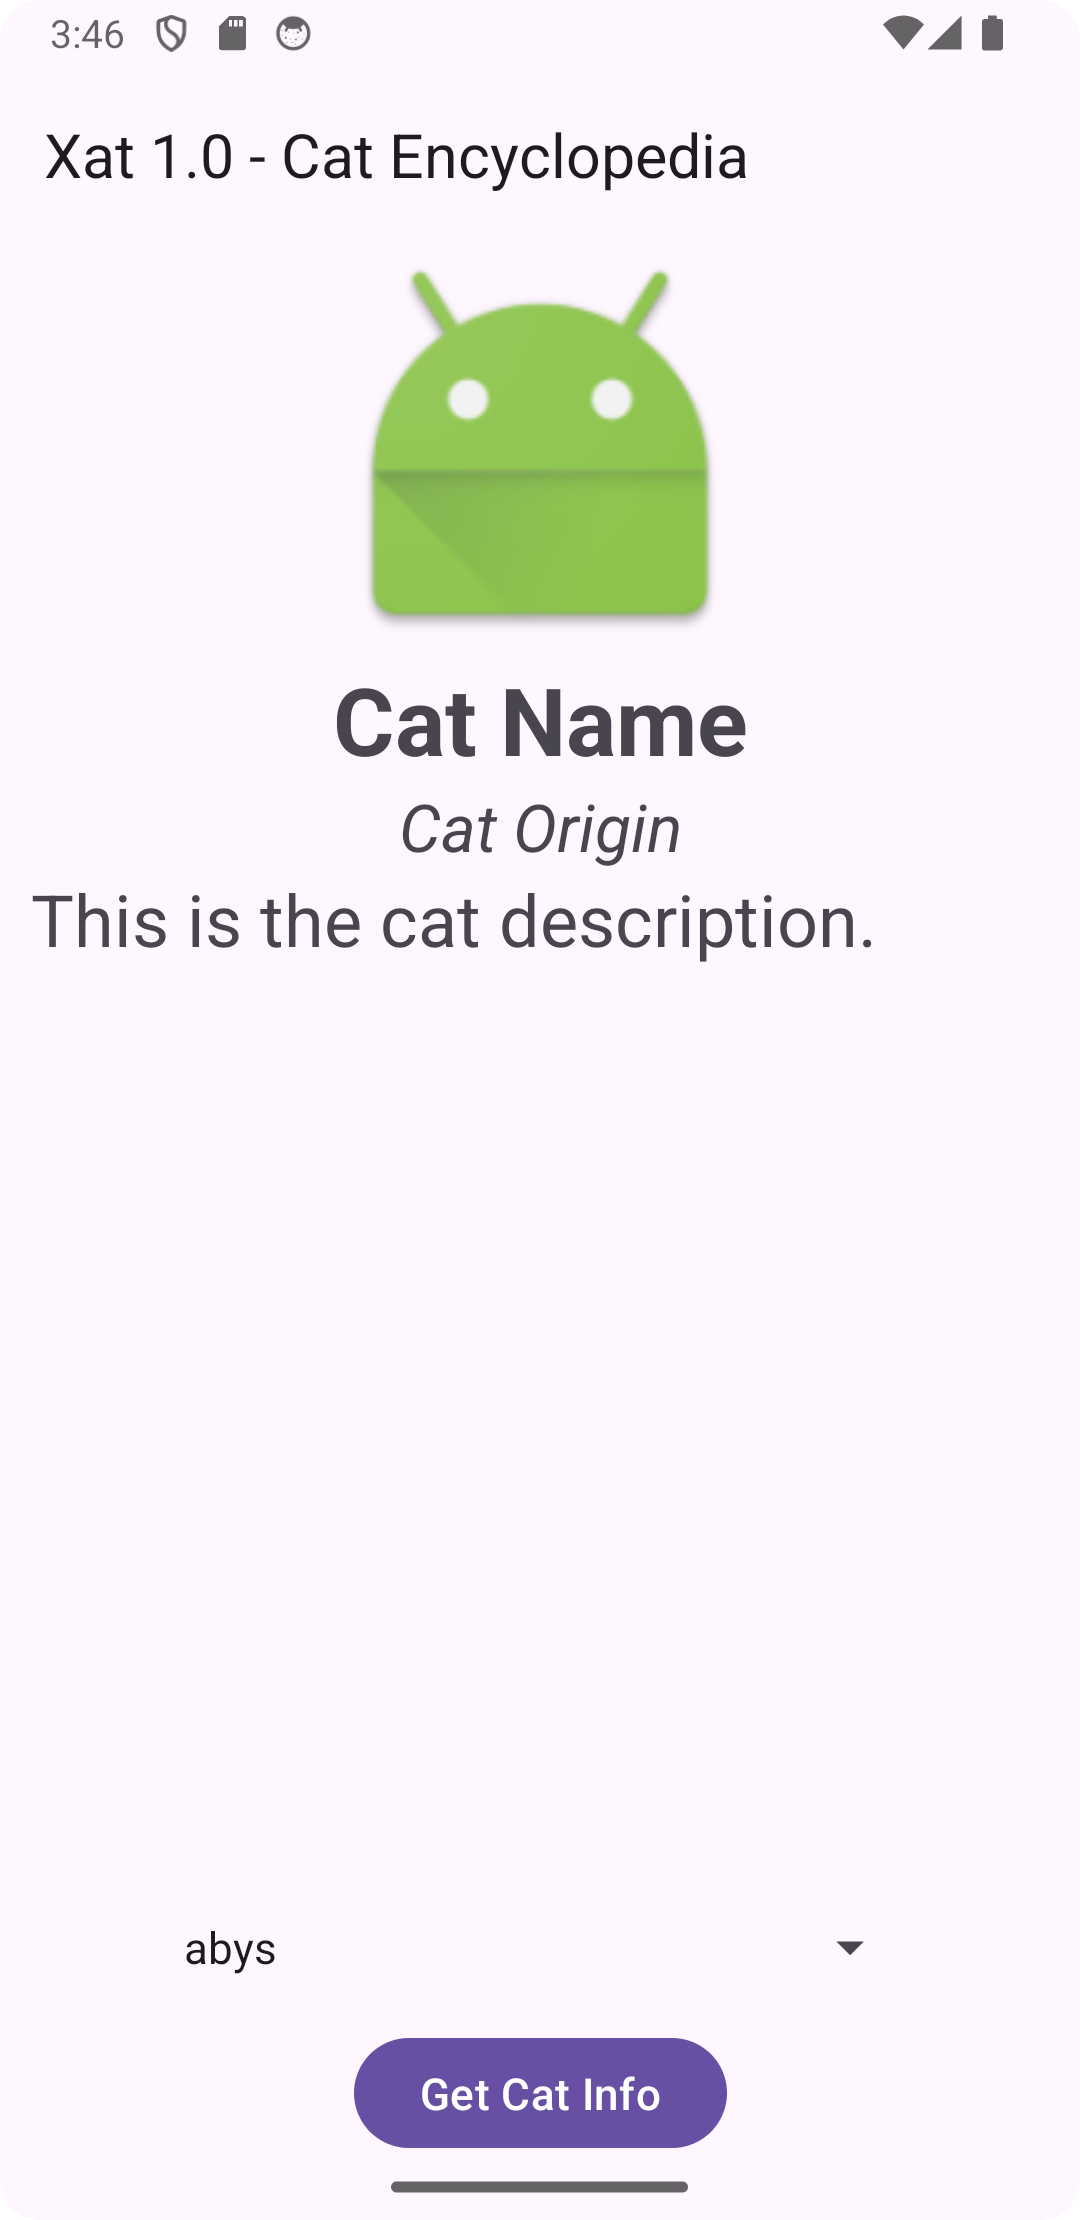 3:46
Xat 1.0 - Cat Encyclopedia
Cat Name
Cat Origin
This is the cat description.
abys
Get Cat Info